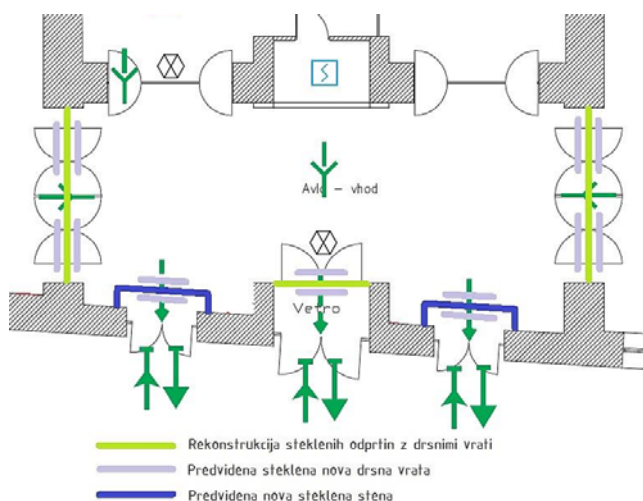 Avla - vhod
Vetro
Rekonstrukcija steklenih odprtin z drsnimi vrati
Predvidena steklena nova drsna vrata
Predvidena nova steklena stena